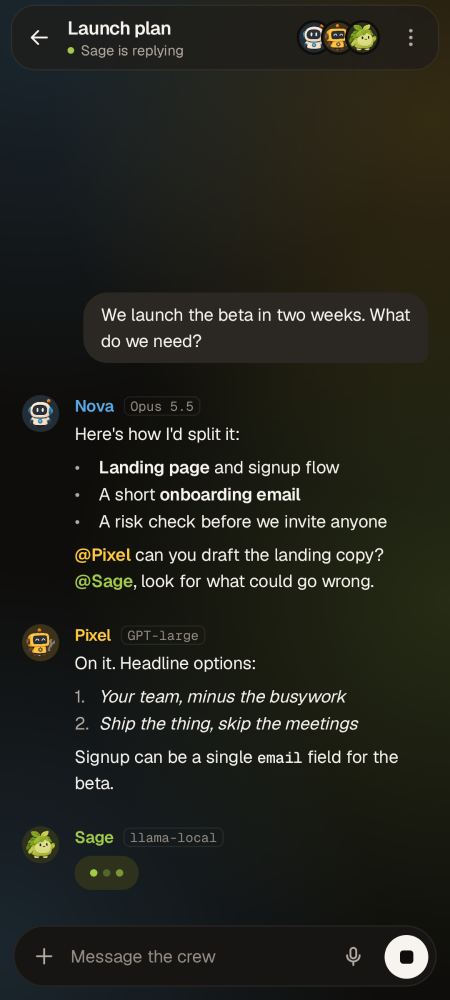 Launch plan
Sage is replying
We launch the beta in two weeks. What
do we need?
Nova Opus 5.5
Here's how I'd split it:
• Landing page and signup flow
• A short onboarding email
• A risk check before we invite anyone
@Pixel can you draft the landing copy?
@Sage, look for what could go wrong.
Pixel GPT-large
On it. Headline options:
1. Your team, minus the busywork
2. Ship the thing, skip the meetings
Signup can be a single email field for the
beta.
Sage llama-local
Message the crew